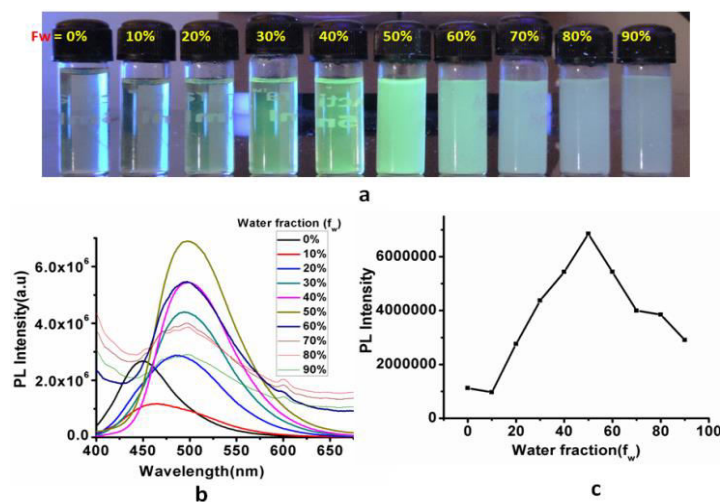 Fw = 0% 10% 20% 30% 40% 50% 60% 70% 80% 90%
a
Water fraction (fw)
0%
10%
20%
30%
40%
50%
60%
70%
80%
90%
6.0x10⁶
4.0x10⁶
2.0x10⁶
0.0
PL Intensity(a.u)
400 450 500 550 600 650
Wavelength(nm)
b
6000000
4000000
2000000
0
PL Intensity
0 20 40 60 80 100
Water fraction(fw)
c